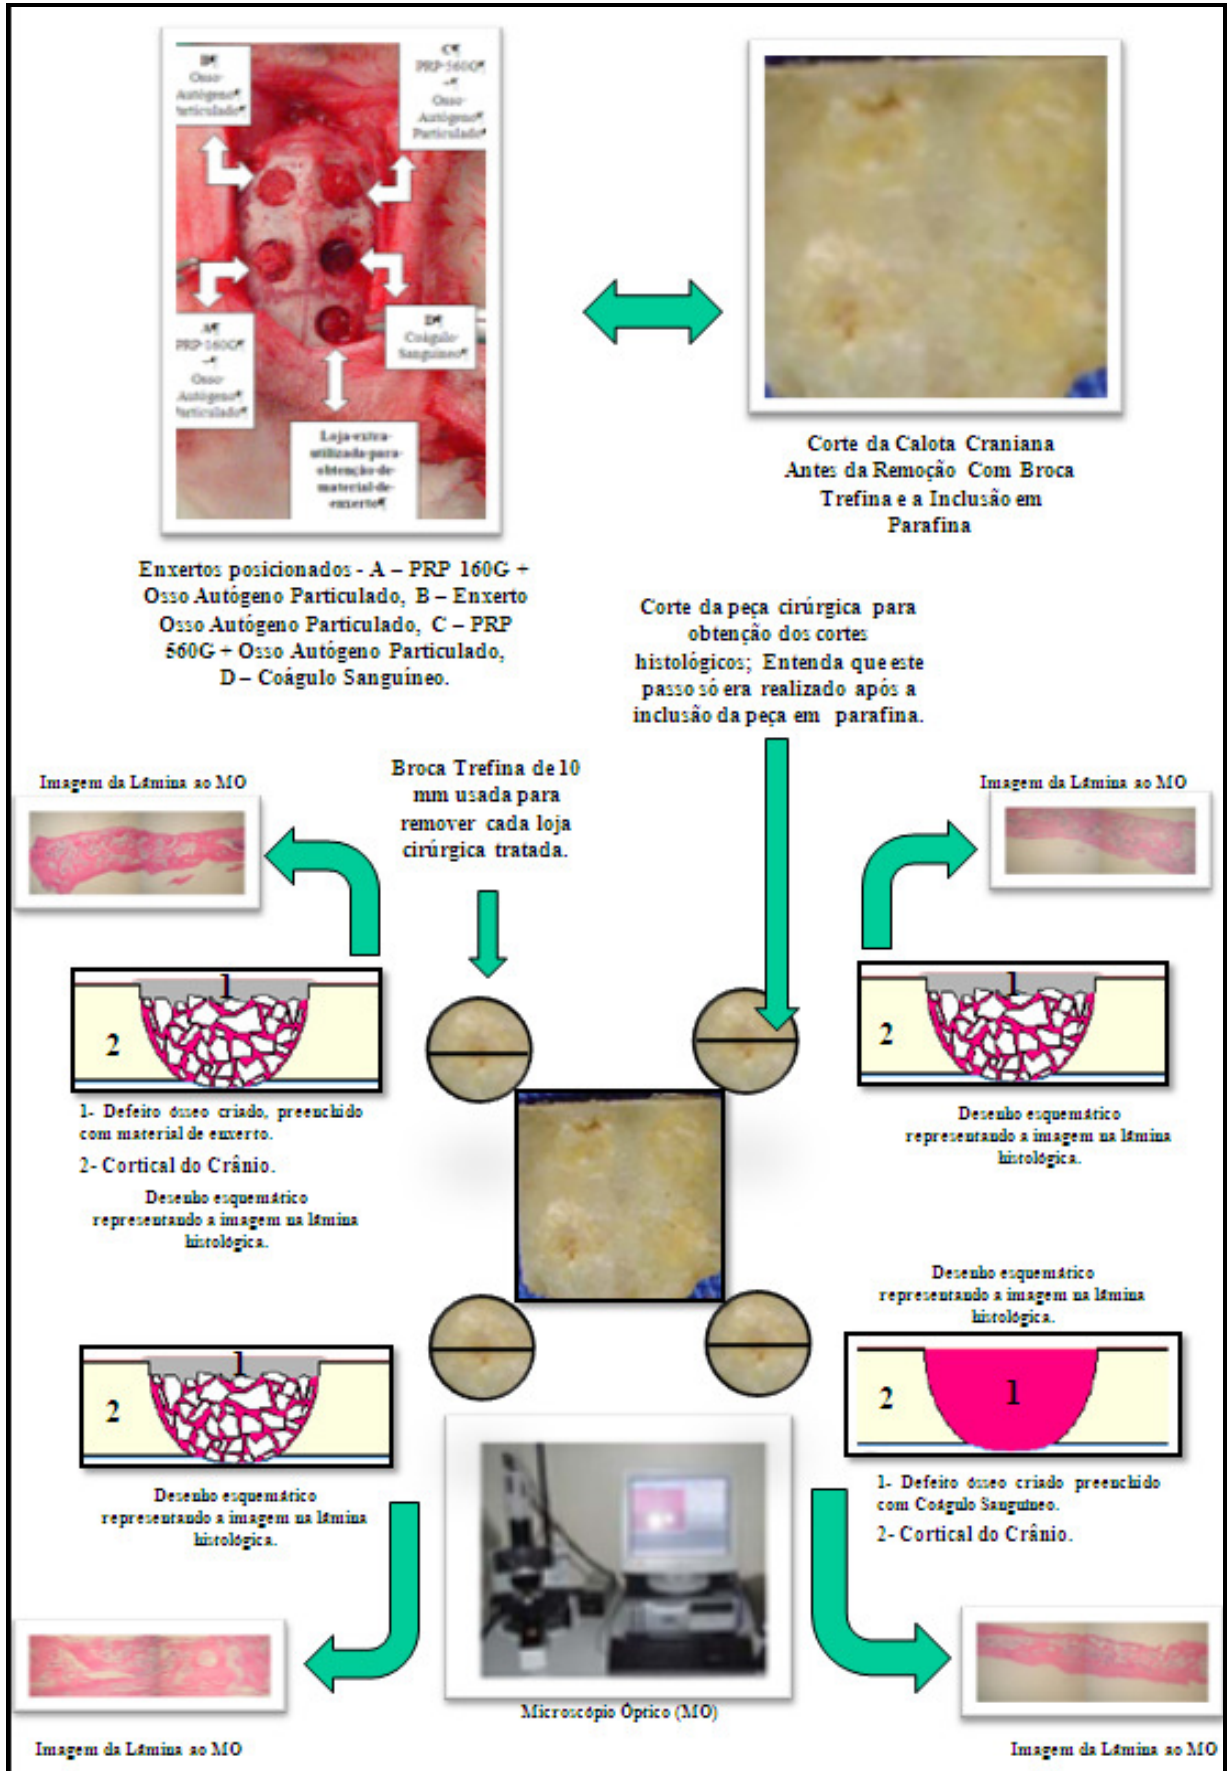 B¶
Osso-
Autógeno¶
Particulado¶
C¶
PRP-560G¶
+¶
Osso-
Autógeno¶
Particulado¶
A¶
PRP-160G¶
+¶
Osso-
Autógeno¶
Particulado¶
D¶
Coágulo-
Sanguíneo¶
Loja-extra-
utilizada-para-
obtenção-de-
material-de-
enxerto¶
Corte da Calota Craniana
Antes da Remoção Com Broca
Trefina e a Inclusão em
Parafina
Enxertos posicionados - A – PRP 160G +
Osso Autógeno Particulado, B – Enxerto
Osso Autógeno Particulado, C – PRP
560G + Osso Autógeno Particulado,
D – Coágulo Sanguíneo.
Corte da peça cirúrgica para
obtenção dos cortes
histológicos; Entenda que este
passo só era realizado após a
inclusão da peça em parafina.
Imagem da Lâmina ao MO
Broca Trefina de 10
mm usada para
remover cada loja
cirúrgica tratada.
Imagem da Lâmina ao MO
1
2
1
2
1- Defeito ósseo criado, preenchido
com material de enxerto.
2- Cortical do Crânio.
Desenho esquemático
representando a imagem na lâmina
histológica.
Desenho esquemático
representando a imagem na lâmina
histológica.
Desenho esquemático
representando a imagem na lâmina
histológica.
1
2
2
1
Desenho esquemático
representando a imagem na lâmina
histológica.
1- Defeito ósseo criado preenchido
com Coágulo Sanguíneo.
2- Cortical do Crânio.
Microscópio Óptico (MO)
Imagem da Lâmina ao MO
Imagem da Lâmina ao MO